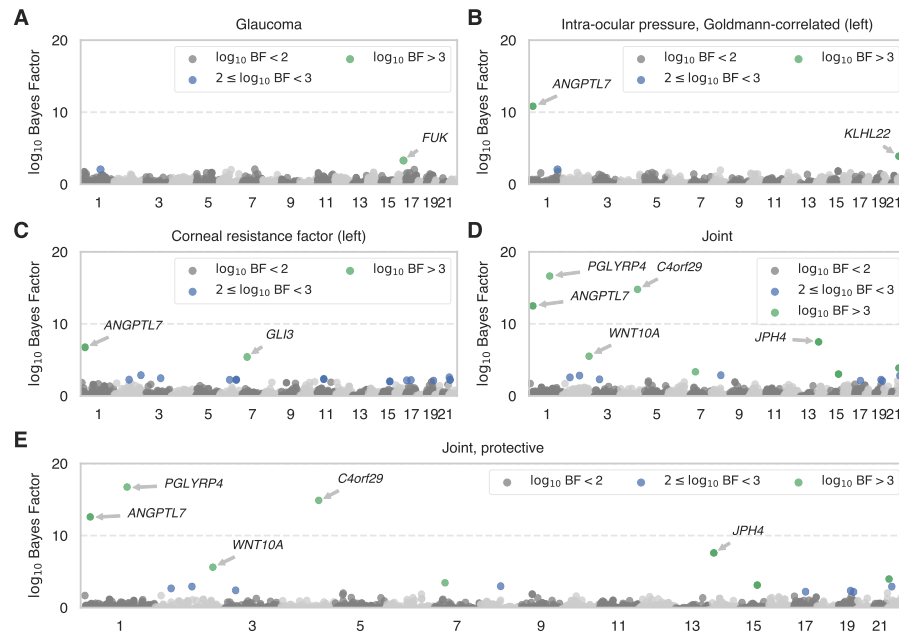 A
Glaucoma
20
10
0
log₁₀ Bayes Factor
log₁₀ BF < 2
2 ≤ log₁₀ BF < 3
log₁₀ BF > 3
FUK
1 3 5 7 9 11 13 15 17 19 21
B
Intra-ocular pressure, Goldmann-correlated (left)
20
10
0
log₁₀ Bayes Factor
log₁₀ BF < 2
2 ≤ log₁₀ BF < 3
log₁₀ BF > 3
ANGPTL7
KLHL22
1 3 5 7 9 11 13 15 17 19 21
C
Corneal resistance factor (left)
20
10
0
log₁₀ Bayes Factor
log₁₀ BF < 2
2 ≤ log₁₀ BF < 3
log₁₀ BF > 3
ANGPTL7
GLI3
1 3 5 7 9 11 13 15 17 19 21
D
Joint
20
10
0
log₁₀ Bayes Factor
log₁₀ BF < 2
2 ≤ log₁₀ BF < 3
log₁₀ BF > 3
PGLYRP4
C4orf29
ANGPTL7
WNT10A
JPH4
1 3 5 7 9 11 13 15 17 19 21
E
Joint, protective
20
10
0
log₁₀ Bayes Factor
log₁₀ BF < 2
2 ≤ log₁₀ BF < 3
log₁₀ BF > 3
PGLYRP4
C4orf29
ANGPTL7
WNT10A
JPH4
1 3 5 7 9 11 13 15 17 19 21